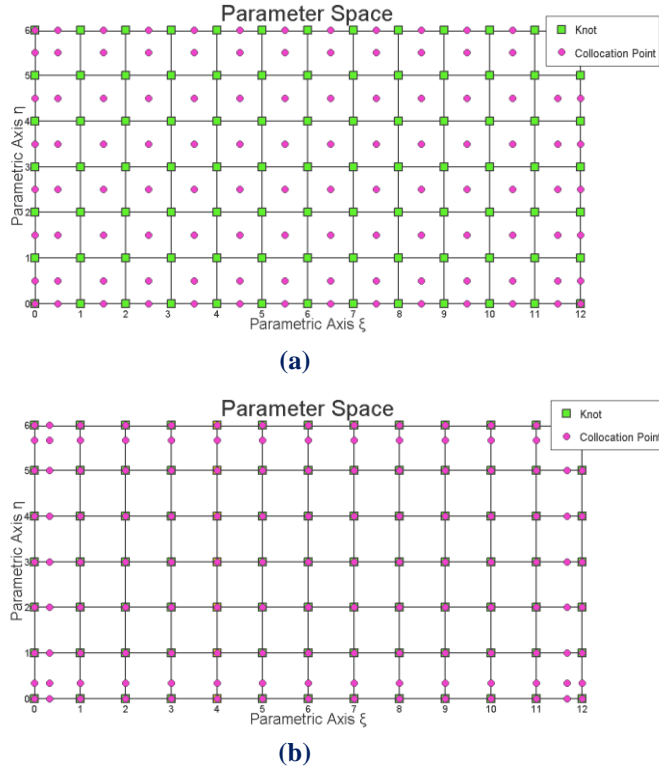 Parameter Space
Knot
Collocation Point
Parametric Axis η
6
5
4
3
2
1
0
0 1 2 3 4 5 6 7 8 9 10 11 12
Parametric Axis ξ
(a)
Parameter Space
Knot
Collocation Point
Parametric Axis η
6
5
4
3
2
1
0
0 1 2 3 4 5 6 7 8 9 10 11 12
Parametric Axis ξ
(b)